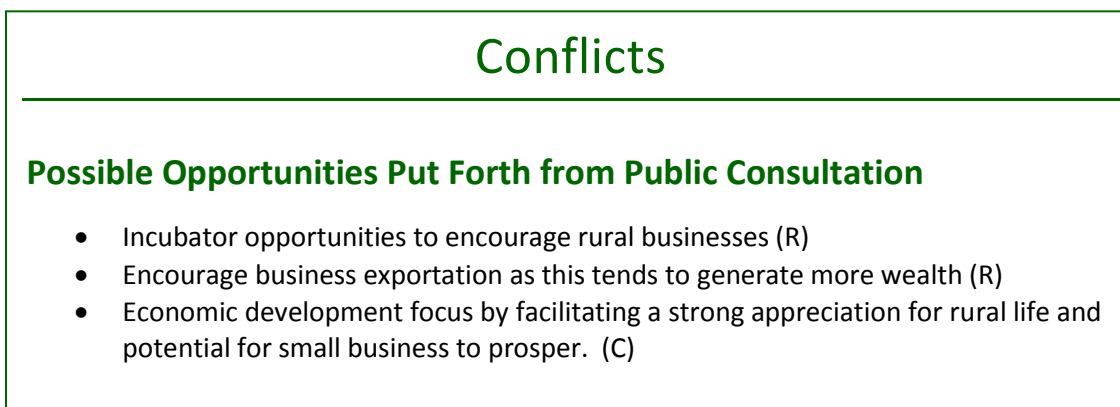 Conflicts
Possible Opportunities Put Forth from Public Consultation
• Incubator opportunities to encourage rural businesses (R)
• Encourage business exportation as this tends to generate more wealth (R)
• Economic development focus by facilitating a strong appreciation for rural life and
potential for small business to prosper.  (C)